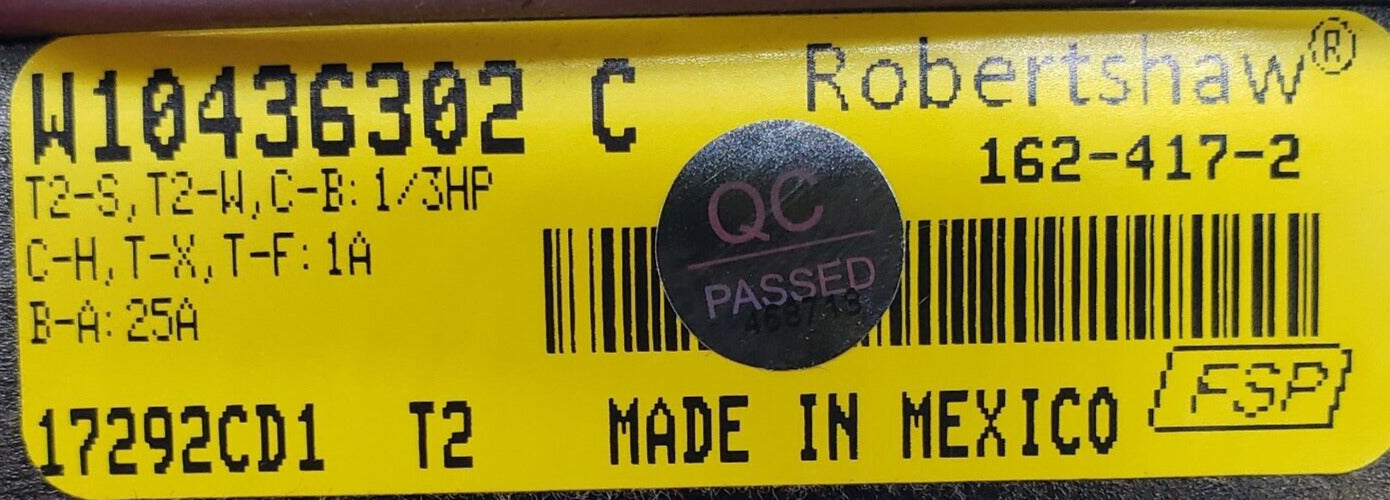 W10436302 C
Robertshaw®
162-417-2
T2-S,T2-W,C-B:1/3HP
C-H,T-X,T-F:1A
B-A:25A
QC
PASSED
468713
17292CD1 T2 MADE IN MEXICO
FSP